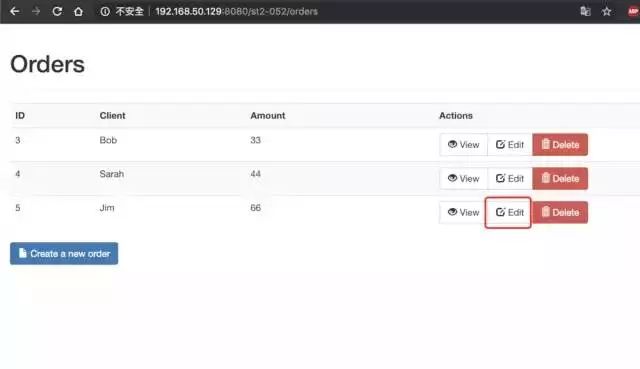 不安全 192.168.50.129:8080/st2-052/orders
ABP
Orders
ID Client Amount Actions
3 Bob 33 View Edit Delete
4 Sarah 44 View Edit Delete
5 Jim 66 View Edit Delete
Create a new order